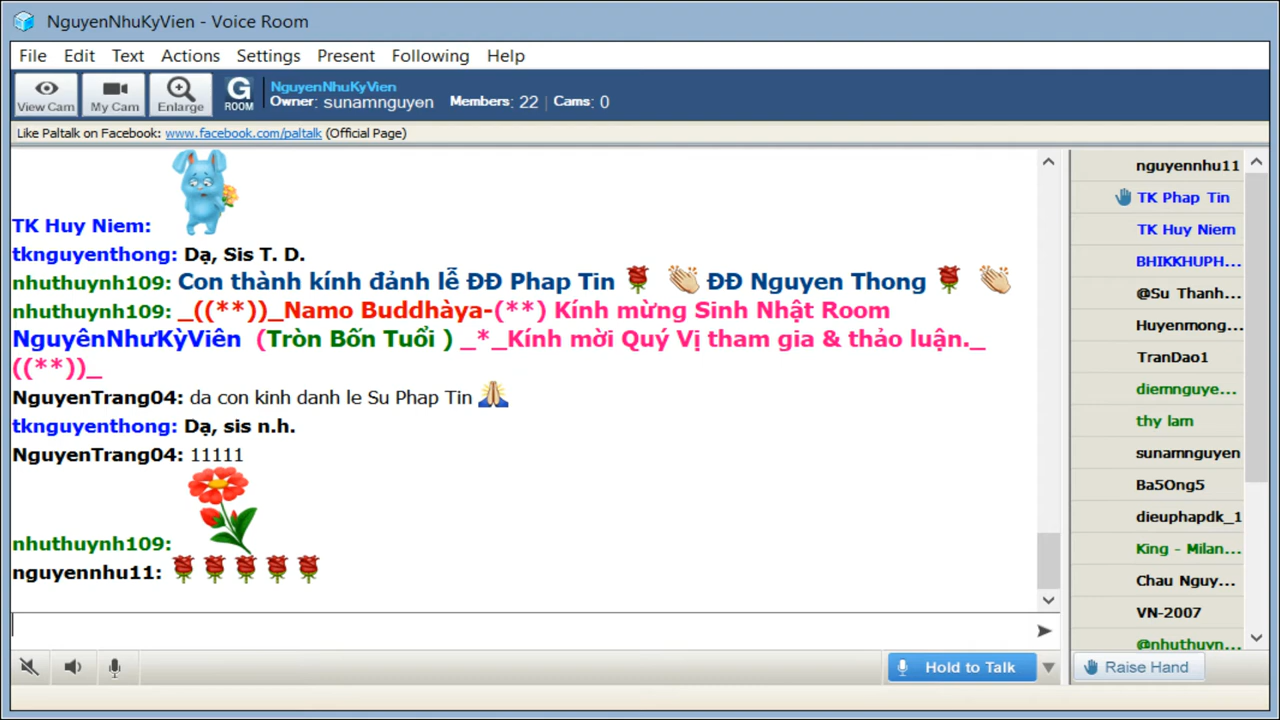 NguyenNhuKyVien - Voice Room
File Edit Text Actions Settings Present Following Help
View Cam My Cam Enlarge G ROOM
NguyenNhuKyVien
Owner: sunamnguyen Members: 22 Cams: 0
Like Paltalk on Facebook: www.facebook.com/paltalk (Official Page)
TK Huy Niem:
tknguyenthong: Dạ, Sis T. D.
nhuthuynh109: Con thành kính đảnh lễ ĐĐ Phap Tin ĐĐ Nguyen Thong
nhuthuynh109: _((**))_Namo Buddhàya-(**) Kính mừng Sinh Nhật Room
NguyênNhưKỳViên (Tròn Bốn Tuổi ) _*_Kính mời Quý Vị tham gia & thảo luận._
((**))_
NguyenTrang04: da con kinh danh le Su Phap Tin
tknguyenthong: Dạ, sis n.h.
NguyenTrang04: 11111
nhuthuynh109:
nguyennhu11:
nguyennhu11
TK Phap Tin
TK Huy Niem
BHIKKHUPH...
@Su Thanh...
Huyenmong...
TranDao1
diemnguye...
thy lam
sunamnguyen
Ba5Ong5
dieuphapdk_1
King - Milan...
Chau Nguy...
VN-2007
@nhuthuyn...
Hold to Talk
Raise Hand